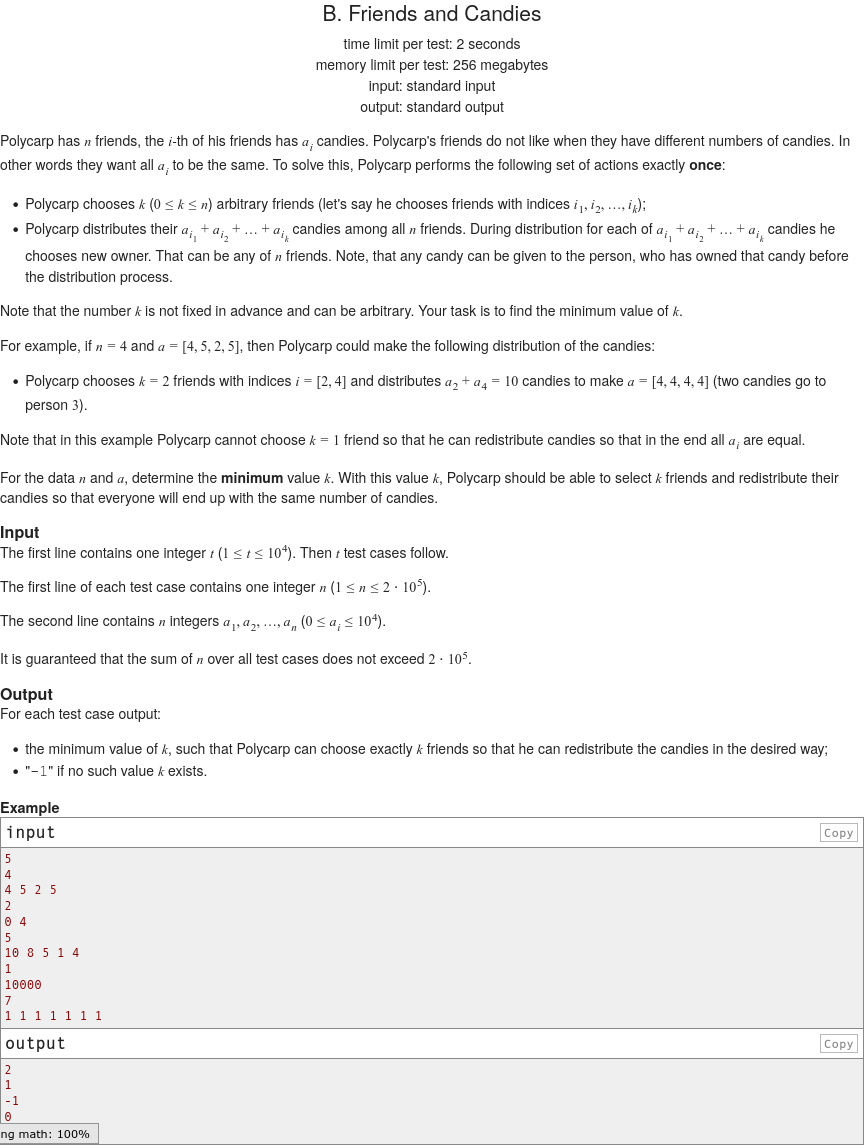 B. Friends and Candies
time limit per test: 2 seconds
memory limit per test: 256 megabytes
input: standard input
output: standard output
Polycarp has n friends, the i-th of his friends has a_i candies. Polycarp's friends do not like when they have different numbers of candies. In
other words they want all a_i to be the same. To solve this, Polycarp performs the following set of actions exactly once:
• Polycarp chooses k (0 ≤ k ≤ n) arbitrary friends (let's say he chooses friends with indices i_1, i_2, …, i_k);
• Polycarp distributes their a_{i_1} + a_{i_2} + … + a_{i_k} candies among all n friends. During distribution for each of a_{i_1} + a_{i_2} + … + a_{i_k} candies he
chooses new owner. That can be any of n friends. Note, that any candy can be given to the person, who has owned that candy before
the distribution process.
Note that the number k is not fixed in advance and can be arbitrary. Your task is to find the minimum value of k.
For example, if n = 4 and a = [4, 5, 2, 5], then Polycarp could make the following distribution of the candies:
• Polycarp chooses k = 2 friends with indices i = [2, 4] and distributes a_2 + a_4 = 10 candies to make a = [4, 4, 4, 4] (two candies go to
person 3).
Note that in this example Polycarp cannot choose k = 1 friend so that he can redistribute candies so that in the end all a_i are equal.
For the data n and a, determine the minimum value k. With this value k, Polycarp should be able to select k friends and redistribute their
candies so that everyone will end up with the same number of candies.
Input
The first line contains one integer t (1 ≤ t ≤ 10^4). Then t test cases follow.
The first line of each test case contains one integer n (1 ≤ n ≤ 2 · 10^5).
The second line contains n integers a_1, a_2, …, a_n (0 ≤ a_i ≤ 10^4).
It is guaranteed that the sum of n over all test cases does not exceed 2 · 10^5.
Output
For each test case output:
• the minimum value of k, such that Polycarp can choose exactly k friends so that he can redistribute the candies in the desired way;
• "-1" if no such value k exists.
Example
input Copy
5
4
4 5 2 5
2
0 4
5
10 8 5 1 4
1
10000
7
1 1 1 1 1 1 1
output Copy
2
1
-1
0
ng math: 100%